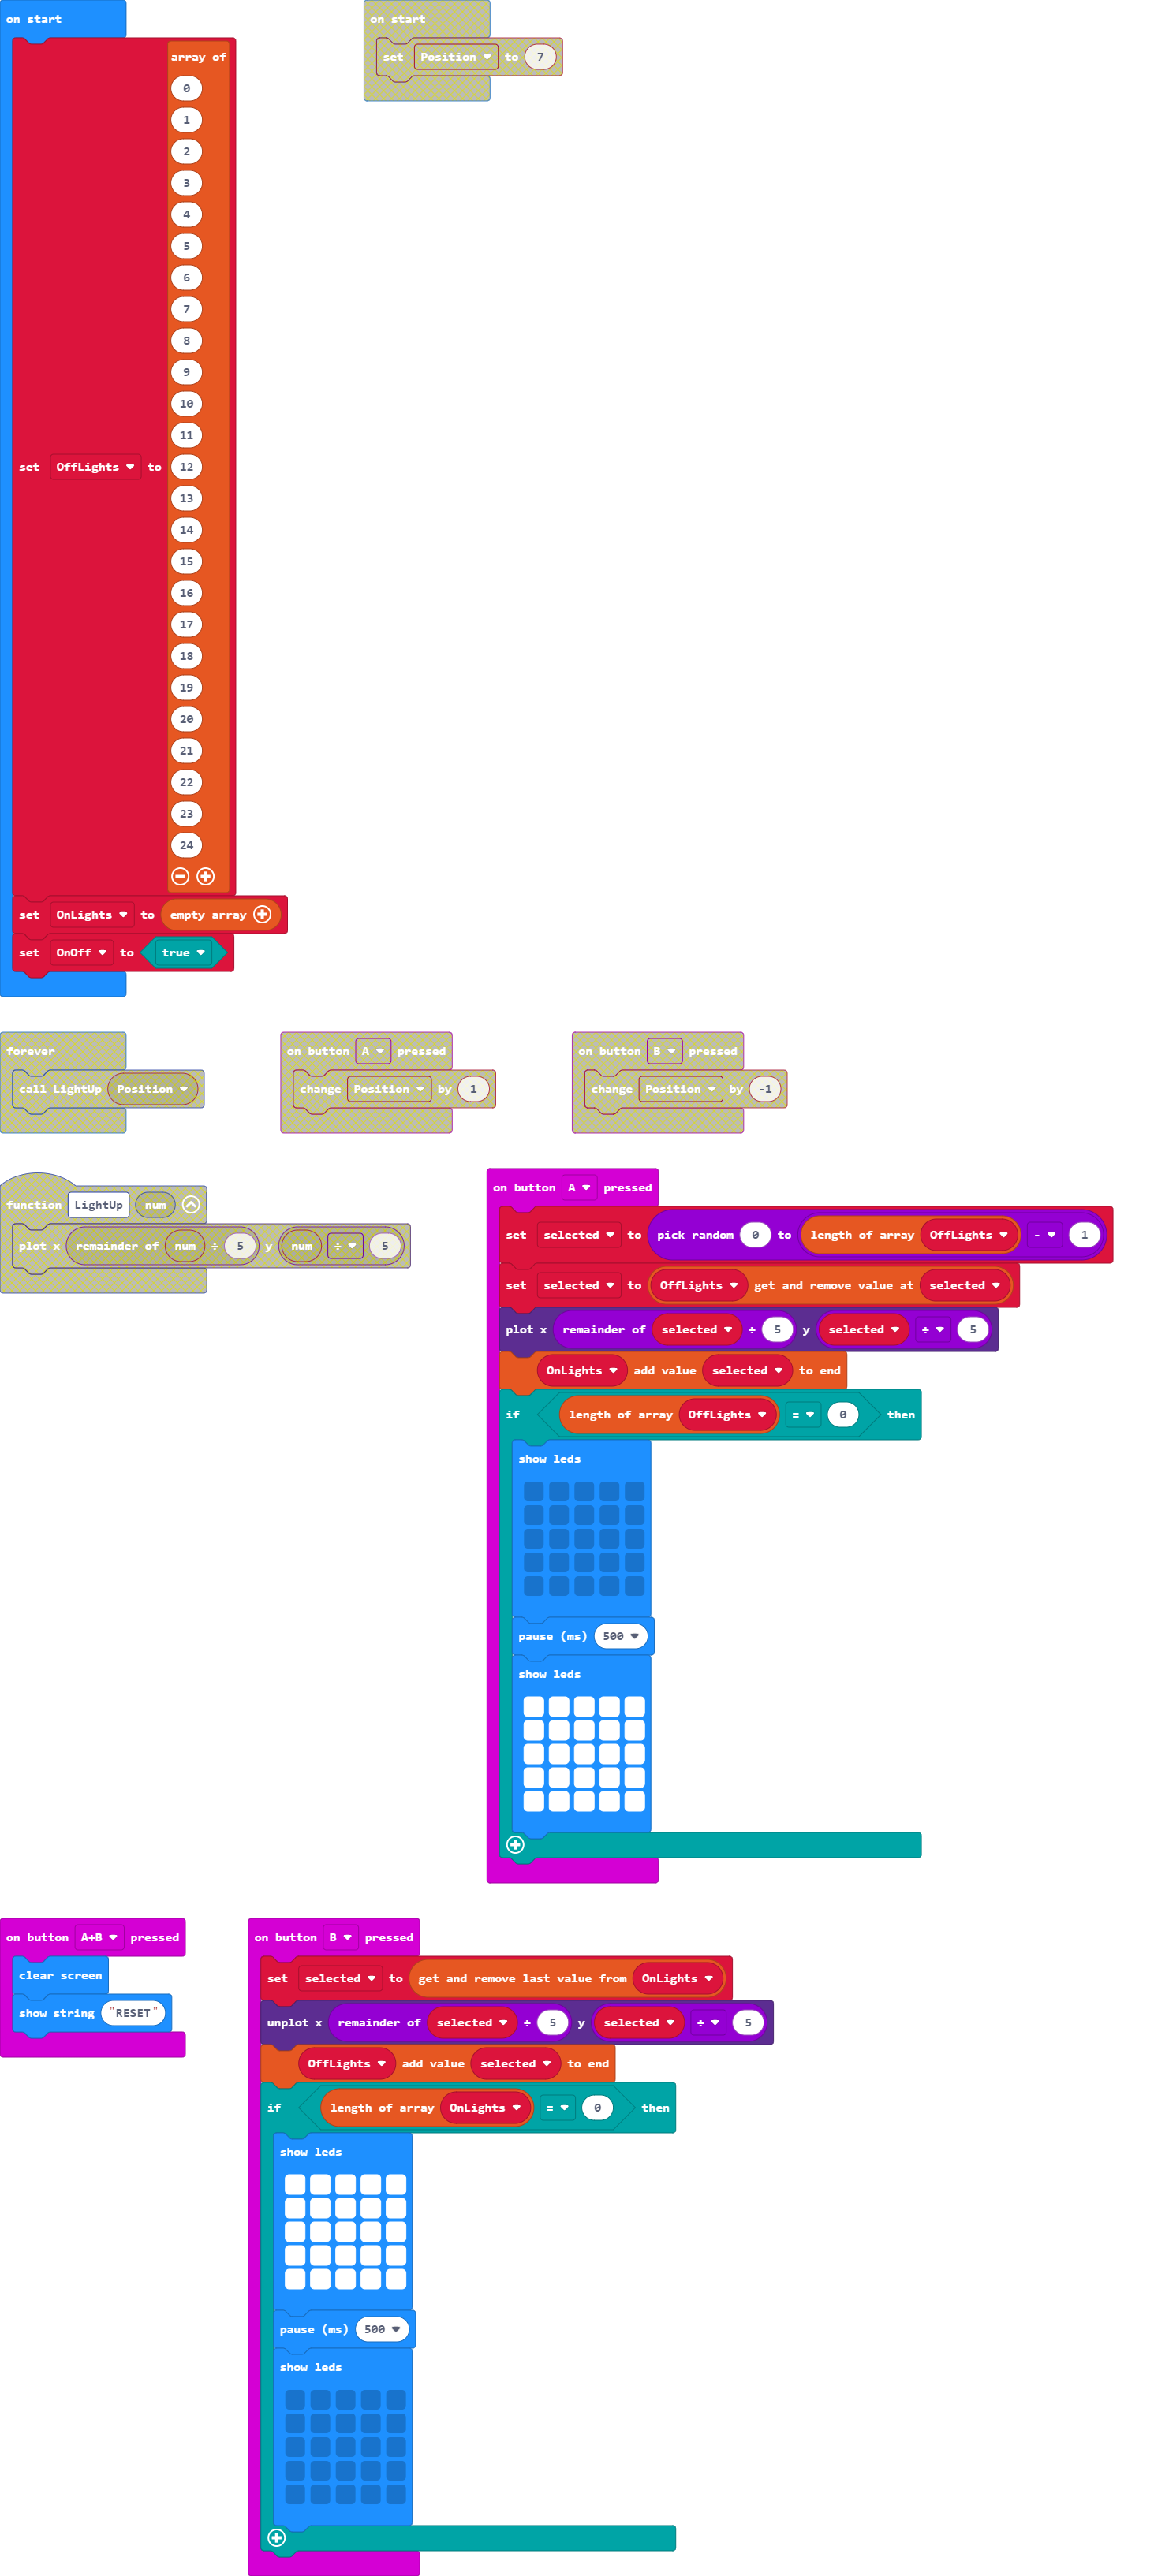 on start
array of
0
1
2
3
4
5
6
7
8
9
10
11
set OffLights to 12
13
14
15
16
17
18
19
20
21
22
23
24
set OnLights to empty array
set OnOff to true
on start
set Position to 7
forever
call LightUp Position
on button A pressed
change Position by 1
on button B pressed
change Position by -1
function LightUp num
plot x remainder of num ÷ 5 y num ÷ 5
on button A pressed
set selected to pick random 0 to length of array OffLights - 1
set selected to OffLights get and remove value at selected
plot x remainder of selected ÷ 5 y selected ÷ 5
OnLights add value selected to end
if length of array OffLights = 0 then
show leds
pause (ms) 500
show leds
on button A+B pressed
clear screen
show string "RESET"
on button B pressed
set selected to get and remove last value from OnLights
unplot x remainder of selected ÷ 5 y selected ÷ 5
OffLights add value selected to end
if length of array OnLights = 0 then
show leds
pause (ms) 500
show leds